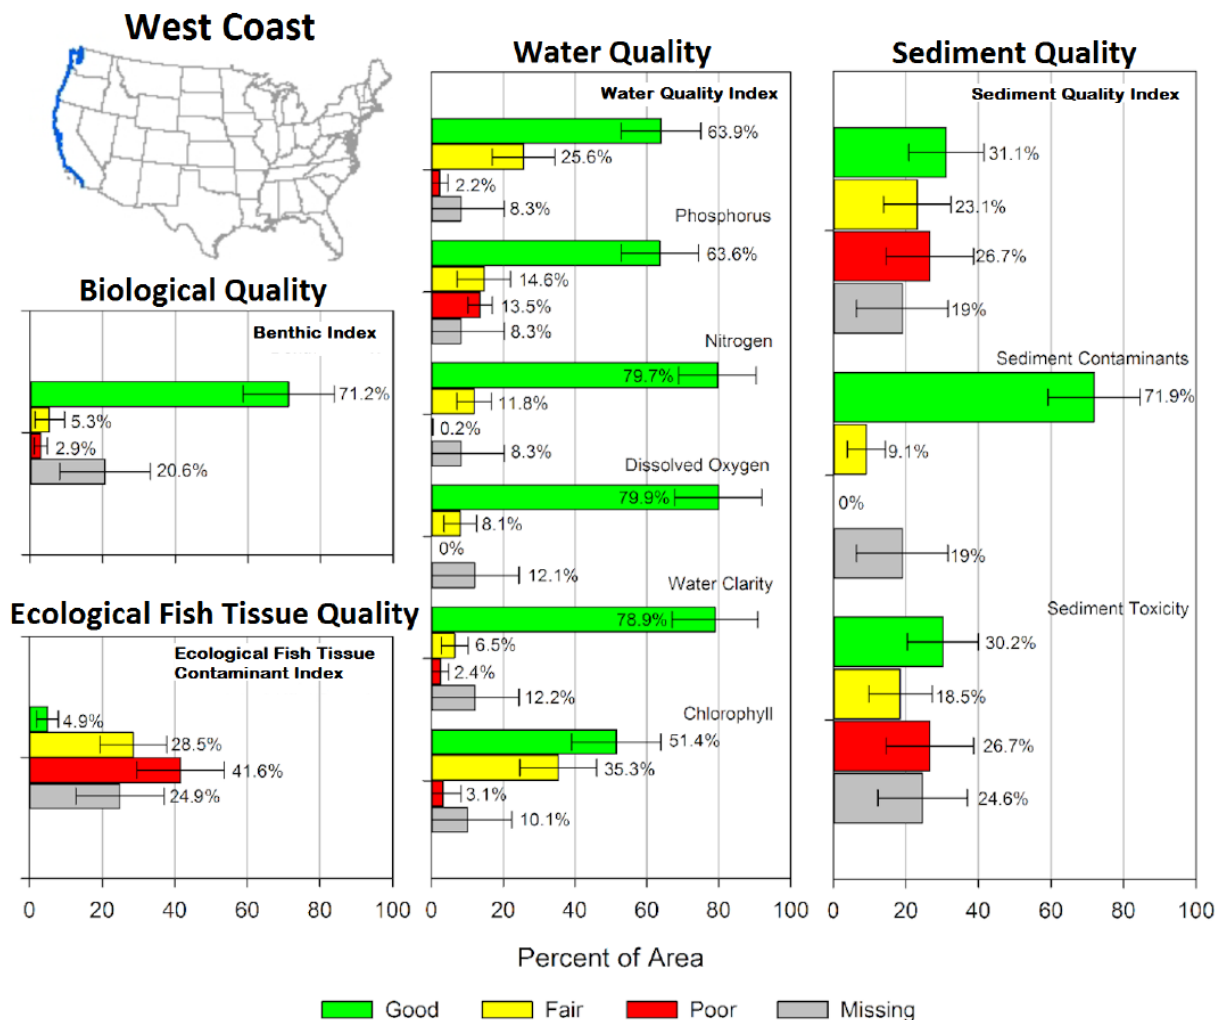 West Coast
Biological Quality
Benthic Index
71.2%
5.3%
2.9%
20.6%
0 20 40 60 80 100
Ecological Fish Tissue Quality
Ecological Fish Tissue
Contaminant Index
4.9%
28.5%
41.6%
24.9%
0 20 40 60 80 100
Water Quality
Water Quality Index
63.9%
25.6%
2.2%
8.3%
Phosphorus
63.6%
14.6%
13.5%
8.3%
Nitrogen
79.7%
11.8%
0.2%
8.3%
Dissolved Oxygen
79.9%
8.1%
0%
12.1%
Water Clarity
78.9%
6.5%
2.4%
12.2%
Chlorophyll
51.4%
35.3%
3.1%
10.1%
0 20 40 60 80 100
Sediment Quality
Sediment Quality Index
31.1%
23.1%
26.7%
19%
Sediment Contaminants
71.9%
9.1%
0%
19%
Sediment Toxicity
30.2%
18.5%
26.7%
24.6%
0 20 40 60 80 100
Percent of Area
Good Fair Poor Missing